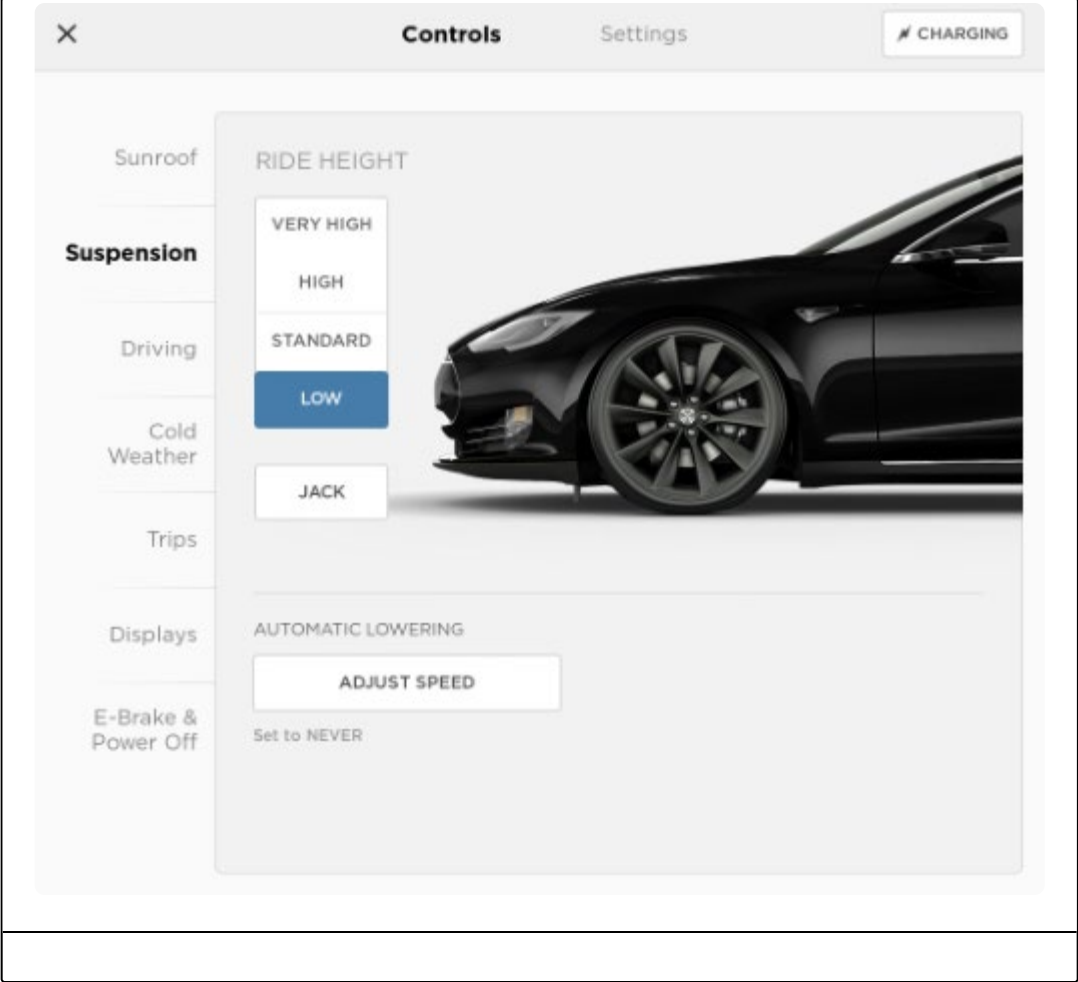 Controls
Settings
CHARGING
Sunroof
Suspension
Driving
Cold
Weather
Trips
Displays
E-Brake &
Power Off
RIDE HEIGHT
VERY HIGH
HIGH
STANDARD
LOW
JACK
AUTOMATIC LOWERING
ADJUST SPEED
Set to NEVER